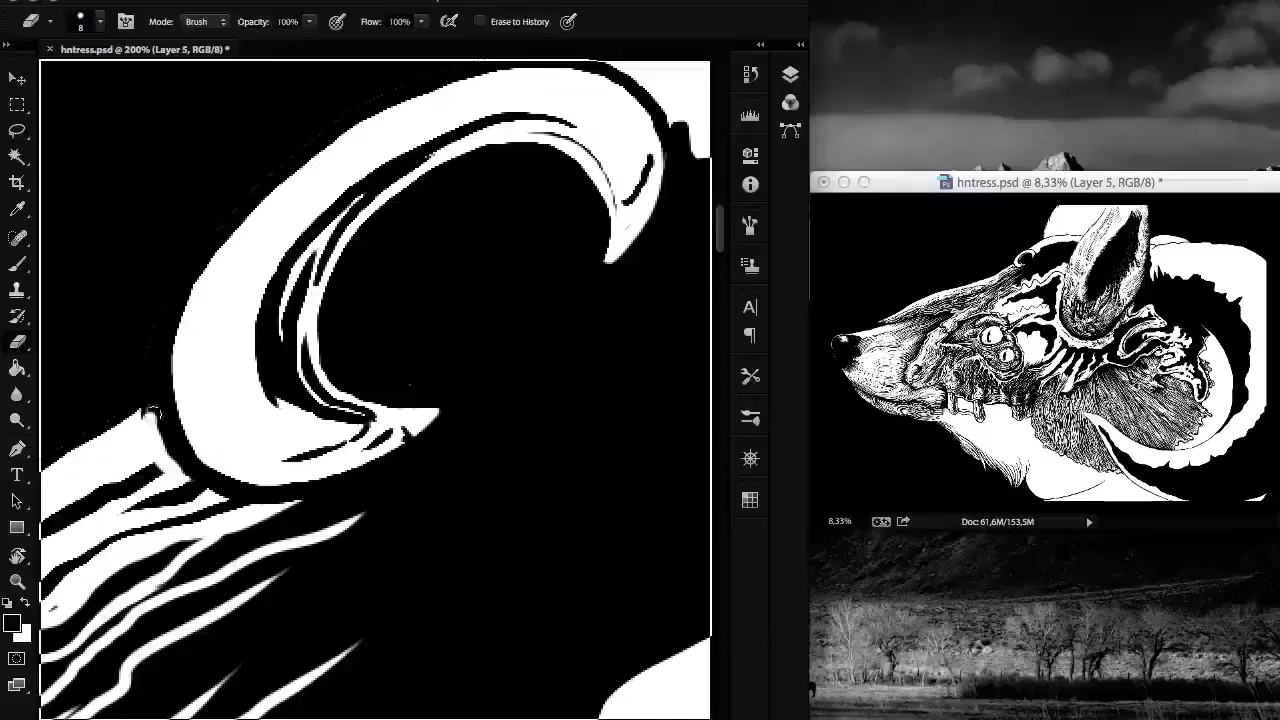 8
Mode: Brush
Opacity: 100%
Flow: 100%
Erase to History
hntress.psd @ 200% (Layer 5, RGB/8) *
hntress.psd @ 8,33% (Layer 5, RGB/8) *
8,33%
Doc: 61,6M/153,5M